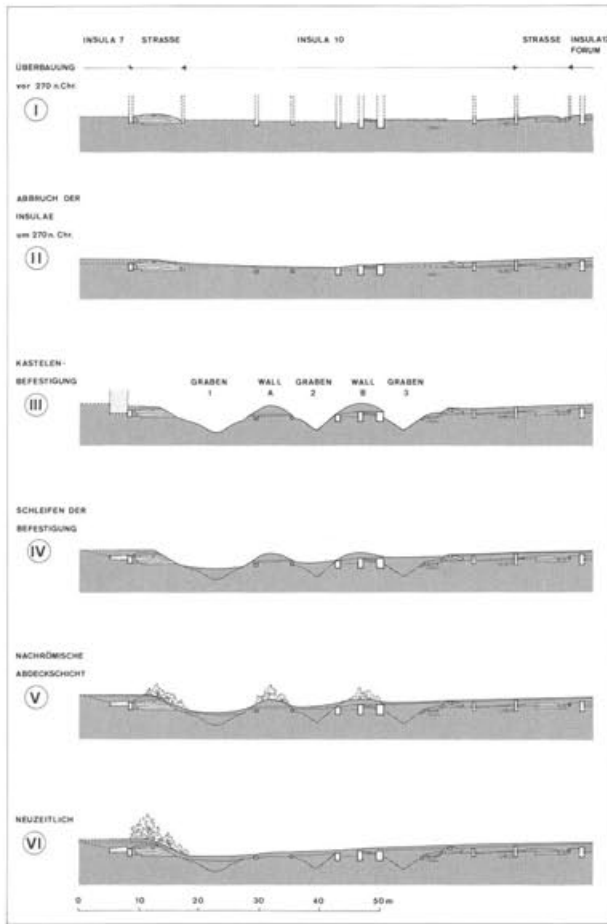 INSULA 7 STRASSE INSULA 10 STRASSE INSULA
FORUM
ÜBERBAUUNG
vor 270 n.Chr.
I
ABBRUCH DER
INSULAE
um 270 n. Chr.
II
KASTELEN-
BEFESTIGUNG
III
GRABEN WALL GRABEN WALL GRABEN
1 A 2 B 3
SCHLEIFEN DER
BEFESTIGUNG
IV
NACHRÖMISCHE
ABDECKSCHICHT
V
NEUZEITLICH
VI
0 10 20 30 40 50 m